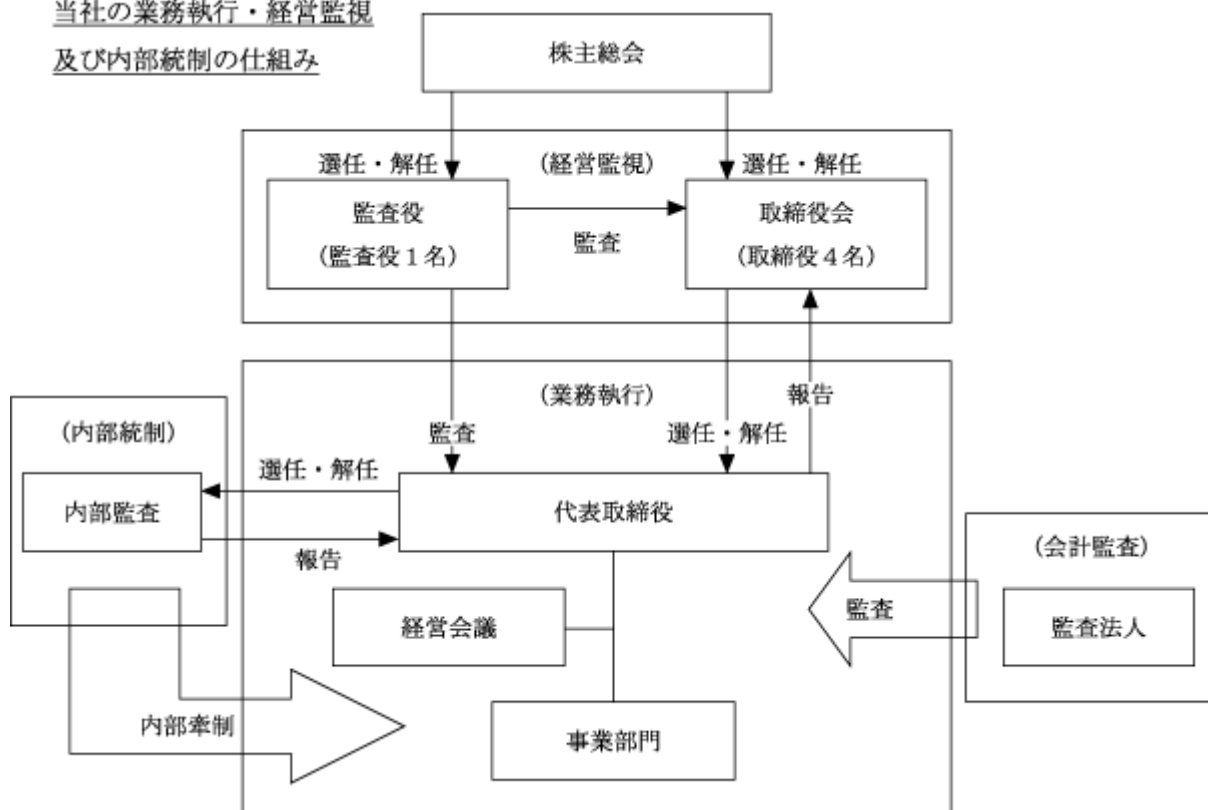 当社の業務執行・経営監視
及び内部統制の仕組み
株主総会
選任・解任
(経営監視)
選任・解任
監査役
(監査役１名)
監査
取締役会
(取締役４名)
(業務執行)
報告
監査
選任・解任
(内部統制)
選任・解任
内部監査
報告
代表取締役
(会計監査)
監査
監査法人
経営会議
内部牽制
事業部門